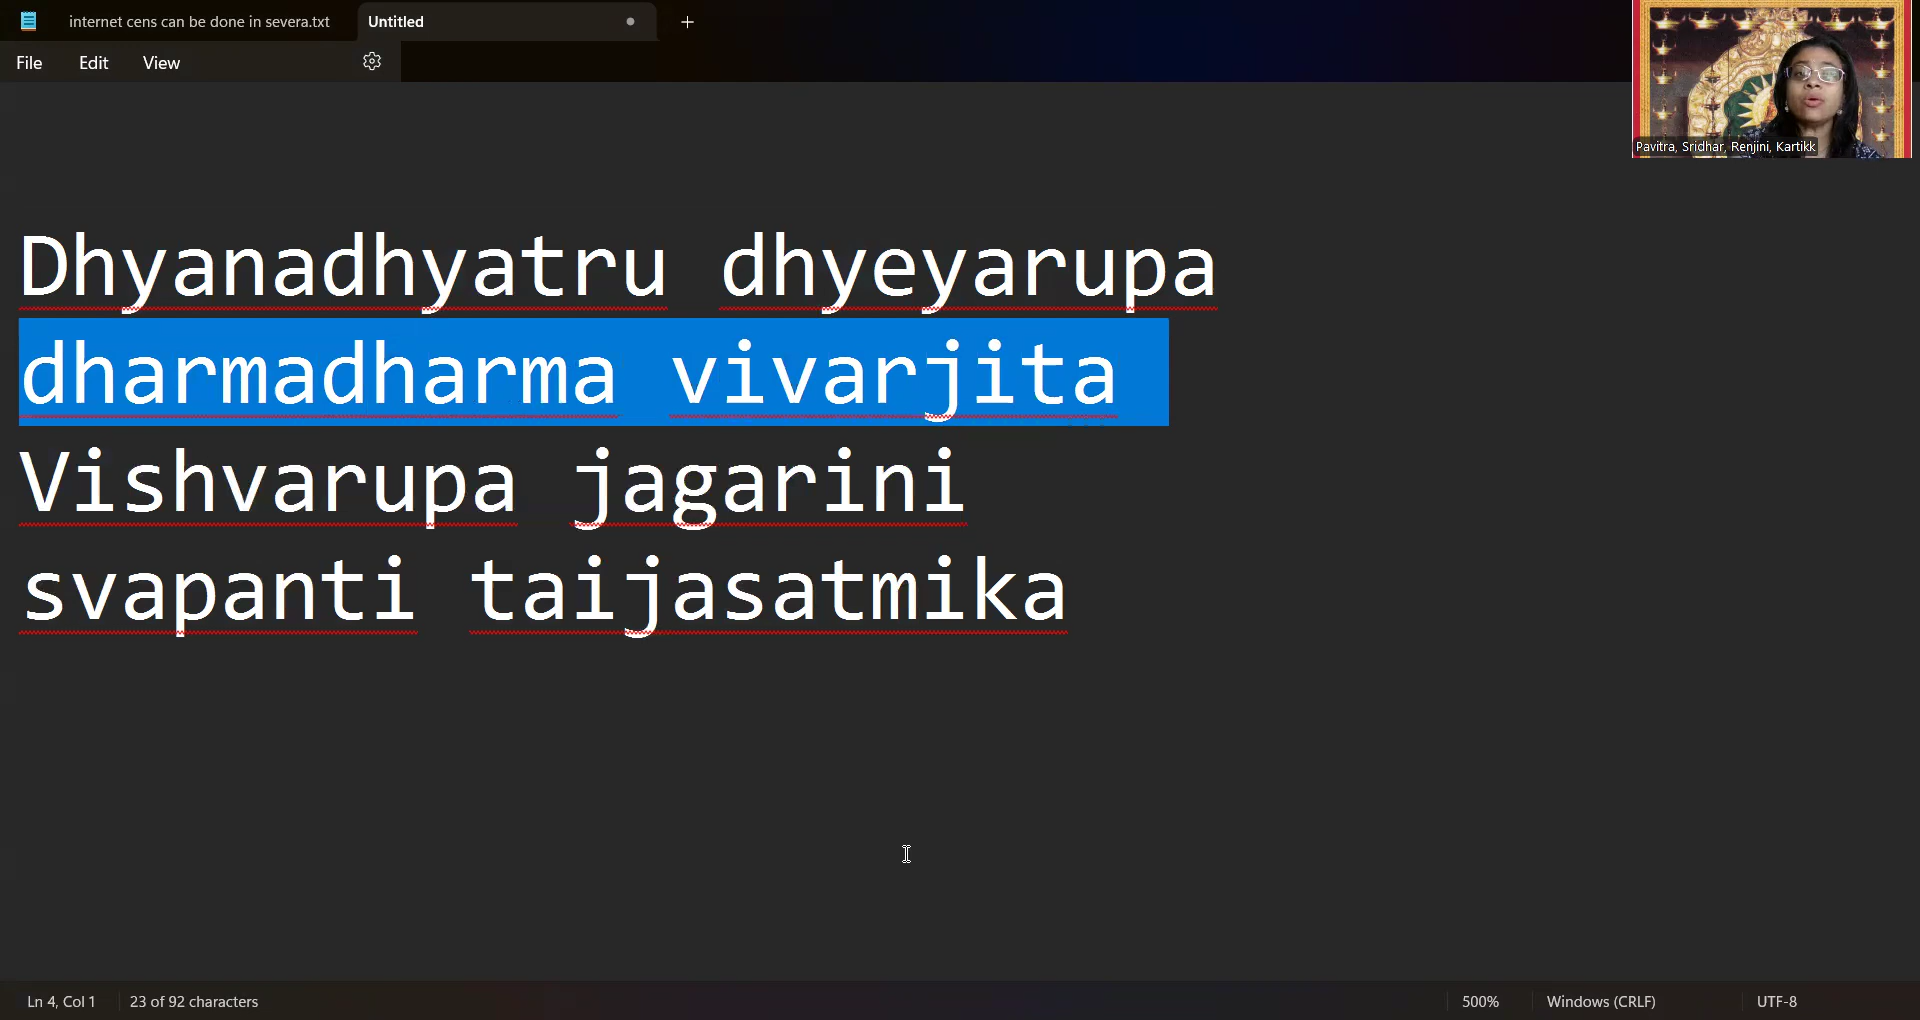 internet cens can be done in severa.txt Untitled
File Edit View
Pavitra, Sridhar, Renjini, Kartikk
Dhyanadhyatru dhyeyarupa
dharmadharma vivarjita
Vishvarupa jagarini
svapanti taijasatmika
Ln 4, Col 1 23 of 92 characters 500% Windows (CRLF) UTF-8